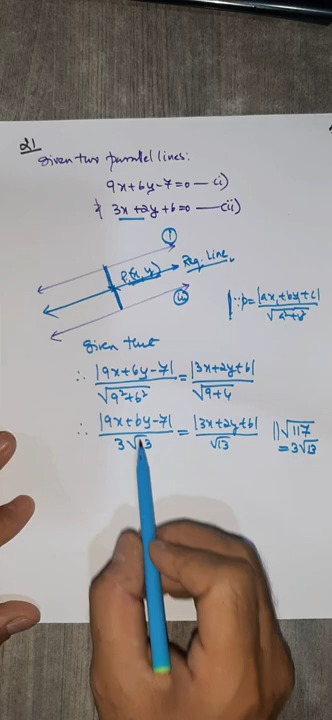 21
Given two parallel lines:
9x+6y-7=0 —(i)
& 3x+2y+6=0 —(ii)
(i)
P(x,y) Req. line.
(ii)
∵ p=|ax₁+by+c|/√(a²+b²)
Given that
∴ |9x+6y-7|/√(9²+6²) = |3x+2y+6|/√(9+4)
∴ |9x+6y-7|/3√13 = |3x+2y+6|/√13 ||√117
=3√13